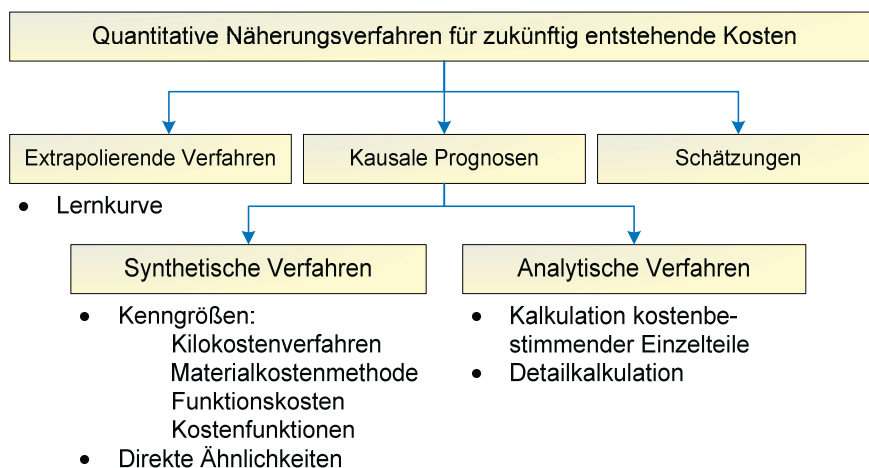 Quantitative Näherungsverfahren für zukünftig entstehende Kosten
Extrapolierende Verfahren
Kausale Prognosen
Schätzungen
• Lernkurve
Synthetische Verfahren
Analytische Verfahren
• Kenngrößen:
Kilokostenverfahren
Materialkostenmethode
Funktionskosten
Kostenfunktionen
• Direkte Ähnlichkeiten
• Kalkulation kostenbe-
stimmender Einzelteile
• Detailkalkulation